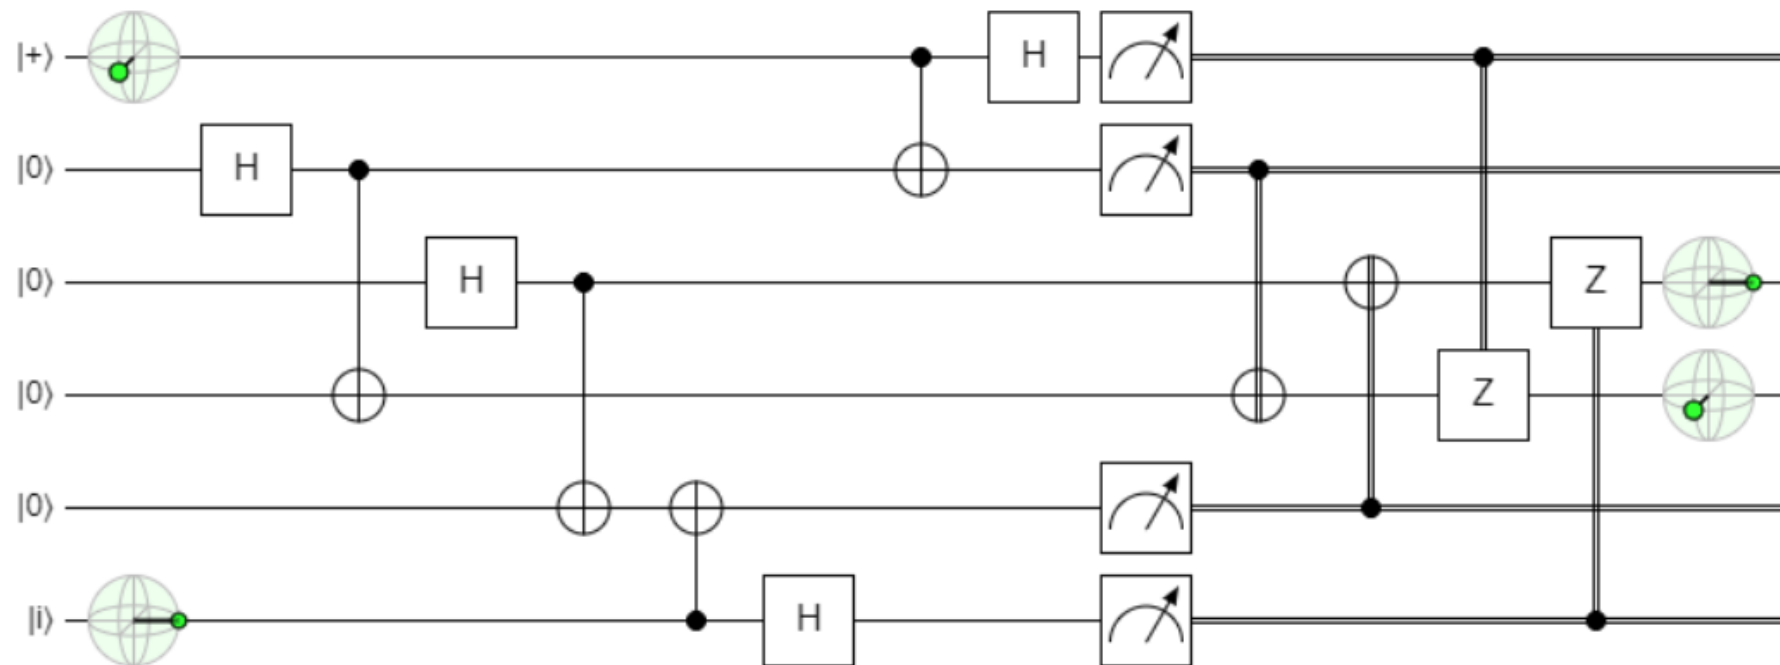 |+⟩ H
|0⟩ H
|0⟩ H Z
|0⟩ Z
|0⟩
|i⟩ H